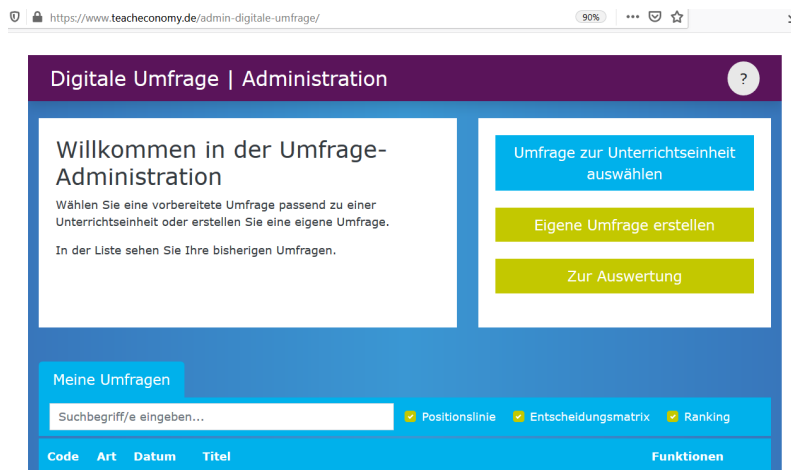 https://www.teacheconomy.de/admin-digitale-umfrage/ 90%
Digitale Umfrage | Administration ?
Willkommen in der Umfrage-
Administration
Wählen Sie eine vorbereitete Umfrage passend zu einer
Unterrichtseinheit oder erstellen Sie eine eigene Umfrage.
In der Liste sehen Sie Ihre bisherigen Umfragen.
Umfrage zur Unterrichtseinheit
auswählen
Eigene Umfrage erstellen
Zur Auswertung
Meine Umfragen
Suchbegriff/e eingeben... Positionslinie Entscheidungsmatrix Ranking
Code Art Datum Titel Funktionen